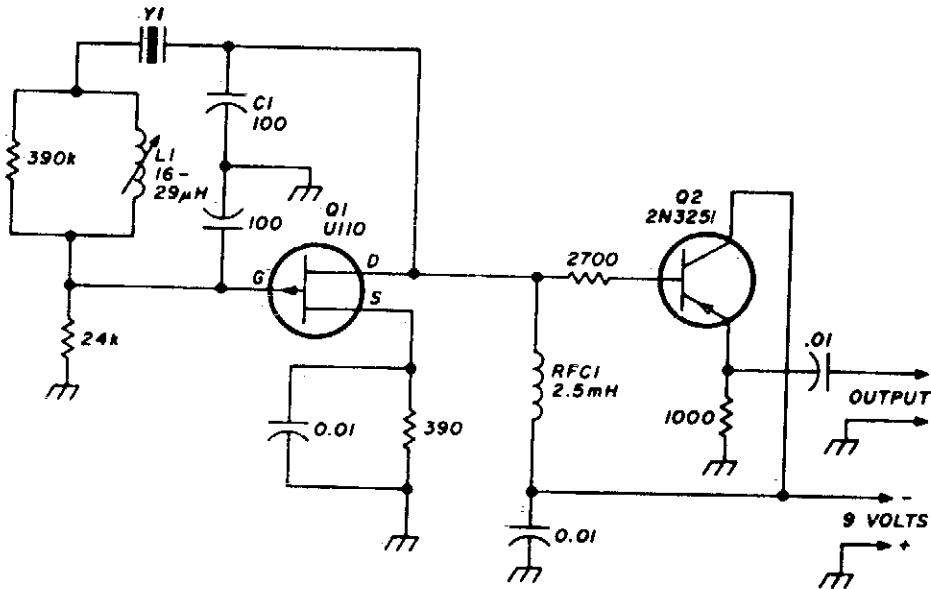 Y1
C1
100
390k
L1
16-
29µH
100
Q1
U110
G
D
S
24k
0.01
390
2700
Q2
2N3251
RFC1
2.5mH
0.01
1000
.01
OUTPUT
-
9 VOLTS
+